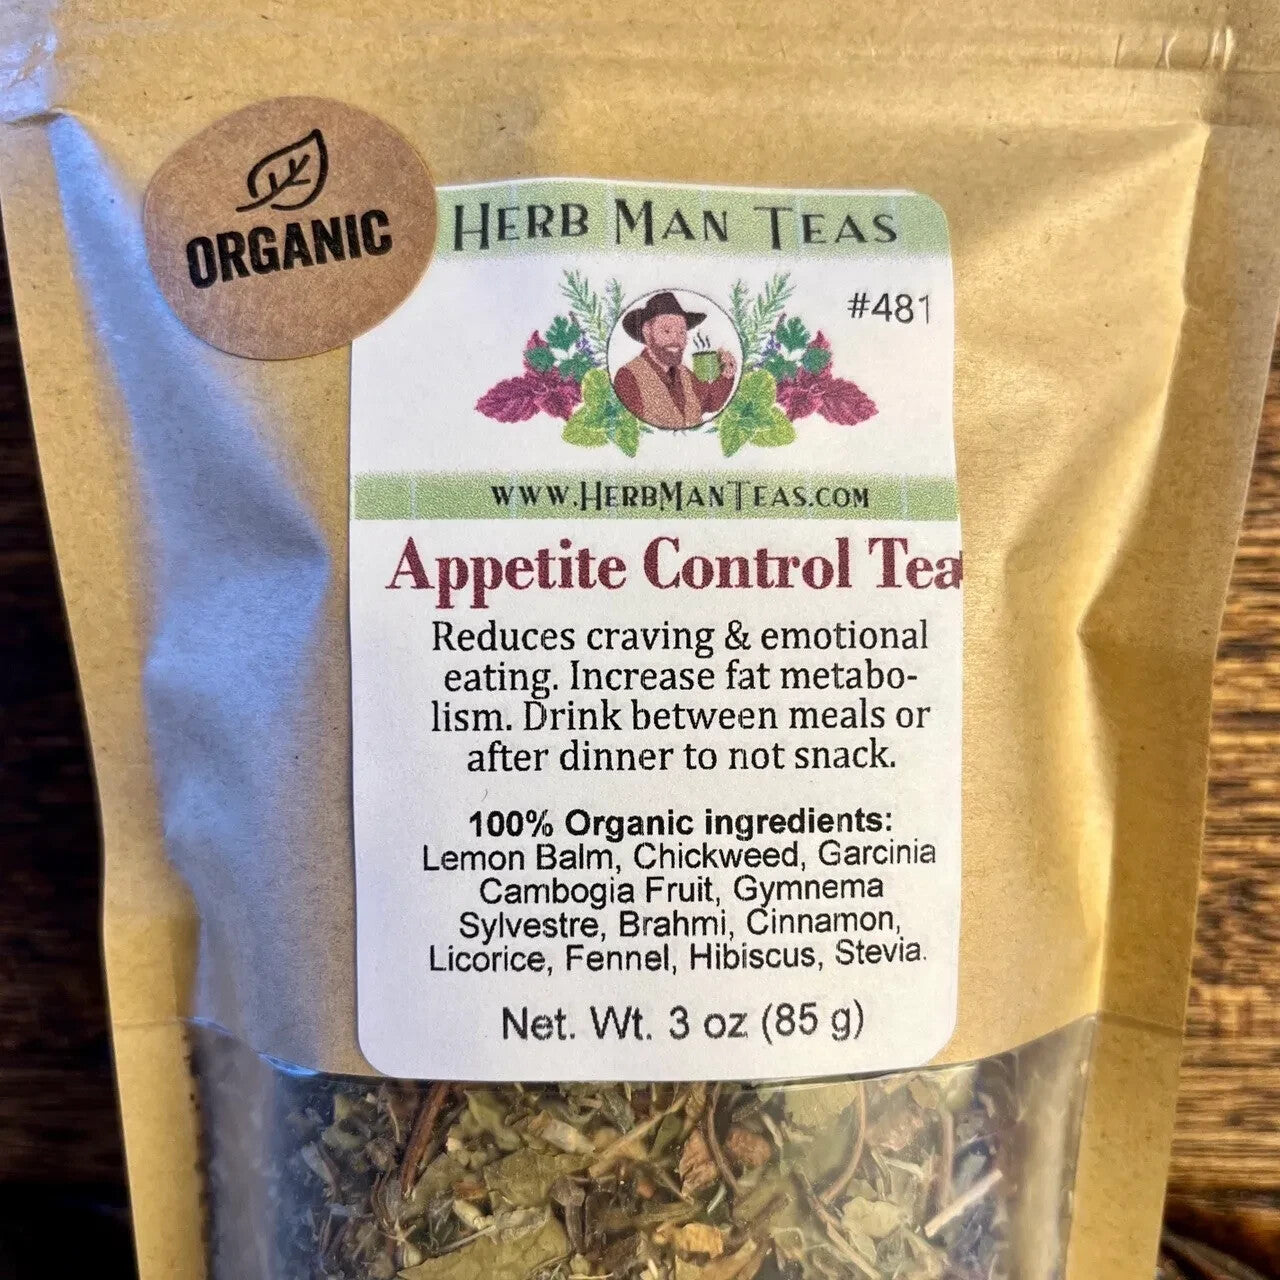 ORGANIC
HERB MAN TEAS
#481
WWW.HERBMANTEAS.COM
Appetite Control Tea
Reduces craving & emotional
eating. Increase fat metabo-
lism. Drink between meals or
after dinner to not snack.
100% Organic ingredients:
Lemon Balm, Chickweed, Garcinia
Cambogia Fruit, Gymnema
Sylvestre, Brahmi, Cinnamon,
Licorice, Fennel, Hibiscus, Stevia.
Net. Wt. 3 oz (85 g)